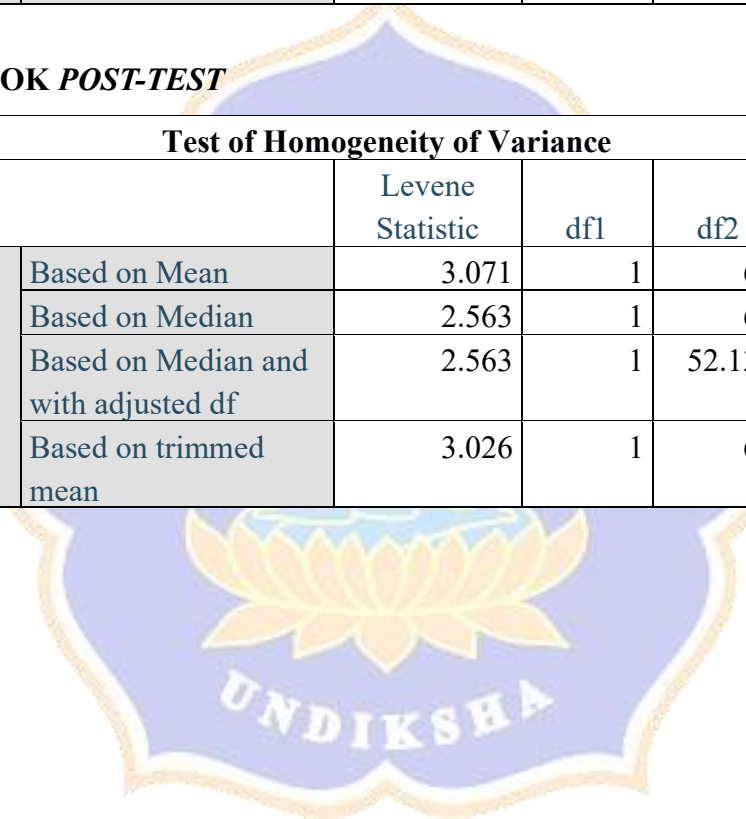 OK POST-TEST
Test of Homogeneity of Variance
Levene
Statistic df1 df2
Based on Mean 3.071 1
Based on Median 2.563 1
Based on Median and 2.563 1 52.13
with adjusted df
Based on trimmed 3.026 1
mean
UNDIKSHA